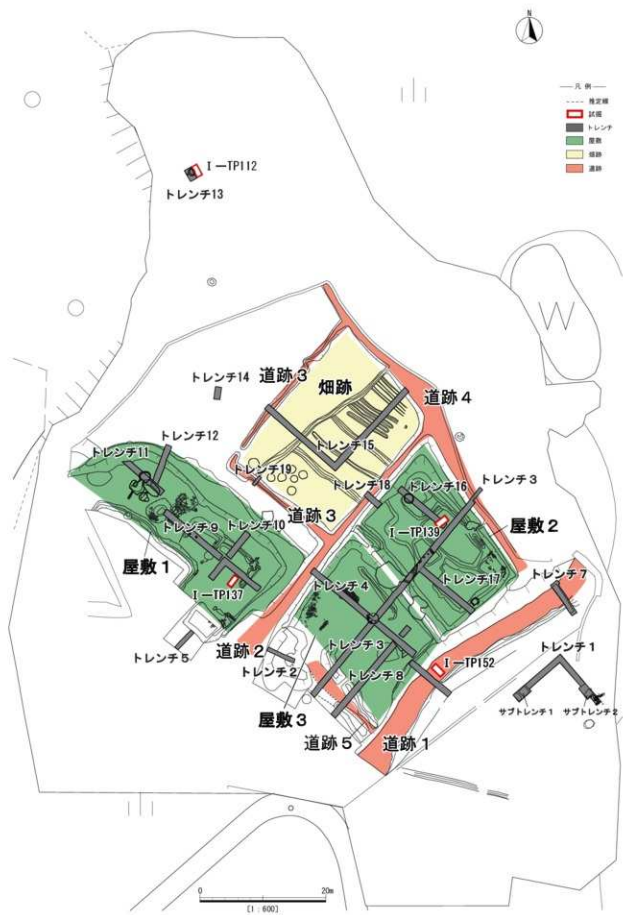 N
凡 例
推定線
試掘
トレンチ
屋敷
畑跡
道跡
Ⅰ－TP112
トレンチ13
トレンチ14
道跡３
畑跡
道跡４
トレンチ15
トレンチ12
トレンチ11
トレンチ19
トレンチ18
トレンチ16
トレンチ3
道跡３
トレンチ9
トレンチ10
Ⅰ－TP139
屋敷２
屋敷１
Ⅰ－TP137
トレンチ4
トレンチ17
トレンチ7
トレンチ5
道跡２
トレンチ2
トレンチ3
トレンチ8
Ⅰ－TP152
トレンチ1
サブトレンチ1
サブトレンチ2
屋敷３
道跡５
道跡１
0
20m
[1：600]